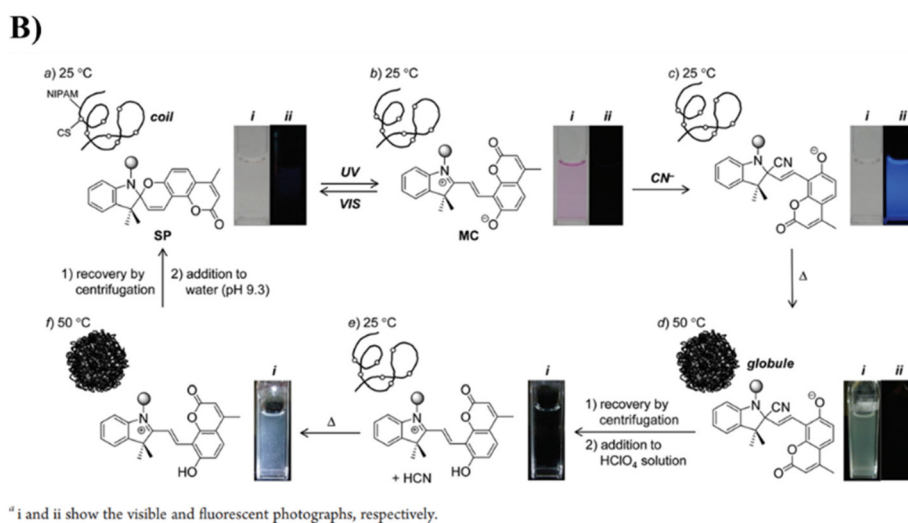 B)
a) 25 °C
NIPAM
CS
coil
i ii
N
O
O
O
SP
UV
VIS
b) 25 °C
i ii
O
O
N
+
⊖O
MC
CN⁻
c) 25 °C
i ii
⊖
O
N CN
O
O
Δ
d) 50 °C
globule
i ii
⊖
O
N CN
O
O
1) recovery by
centrifugation
2) addition to
HClO₄ solution
e) 25 °C
i
O
O
N
+
HO
+ HCN
Δ
f) 50 °C
i
O
O
N
+
HO
1) recovery by
centrifugation
2) addition to
water (pH 9.3)
ᵃ i and ii show the visible and fluorescent photographs, respectively.